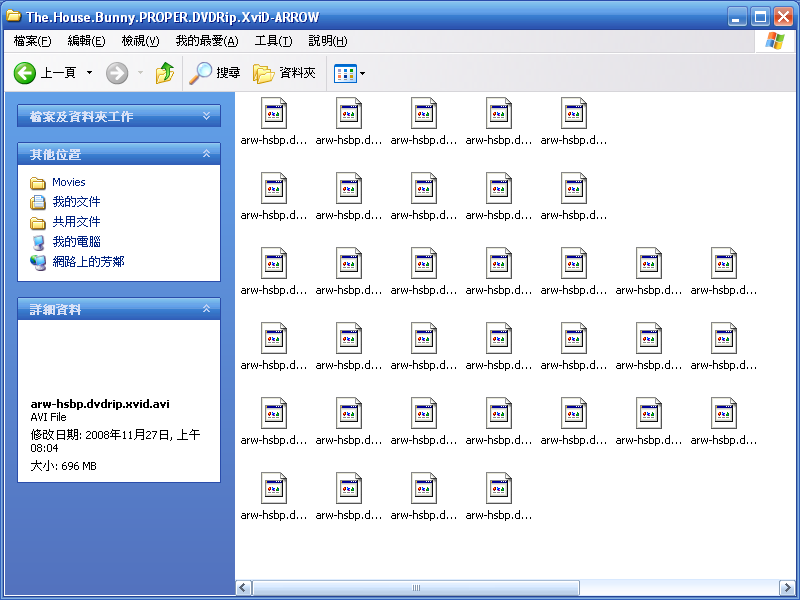 The.House.Bunny.PROPER.DVDRip.XviD-ARROW
檔案(F) 編輯(E) 檢視(V) 我的最愛(A) 工具(T) 說明(H)
上一頁 搜尋 資料夾
檔案及資料夾工作
其他位置
Movies
我的文件
共用文件
我的電腦
網路上的芳鄰
詳細資料
arw-hsbp.dvdrip.xvid.avi
AVI File
修改日期: 2008年11月27日, 上午
08:04
大小: 696 MB
arw-hsbp.d... arw-hsbp.d... arw-hsbp.d... arw-hsbp.d... arw-hsbp.d...
arw-hsbp.d... arw-hsbp.d... arw-hsbp.d... arw-hsbp.d... arw-hsbp.d...
arw-hsbp.d... arw-hsbp.d... arw-hsbp.d... arw-hsbp.d... arw-hsbp.d... arw-hsbp.d... arw-hsbp.d...
arw-hsbp.d... arw-hsbp.d... arw-hsbp.d... arw-hsbp.d... arw-hsbp.d... arw-hsbp.d... arw-hsbp.d...
arw-hsbp.d... arw-hsbp.d... arw-hsbp.d... arw-hsbp.d... arw-hsbp.d... arw-hsbp.d... arw-hsbp.d...
arw-hsbp.d... arw-hsbp.d... arw-hsbp.d... arw-hsbp.d...